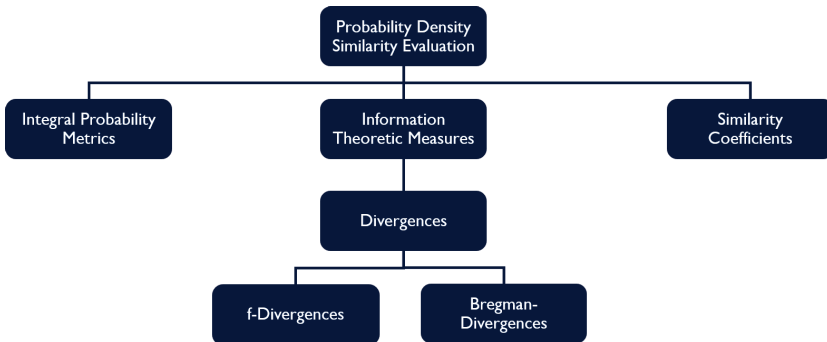 Probability Density
Similarity Evaluation
Integral Probability
Metrics
Information
Theoretic Measures
Similarity
Coefficients
Divergences
f-Divergences
Bregman-
Divergences